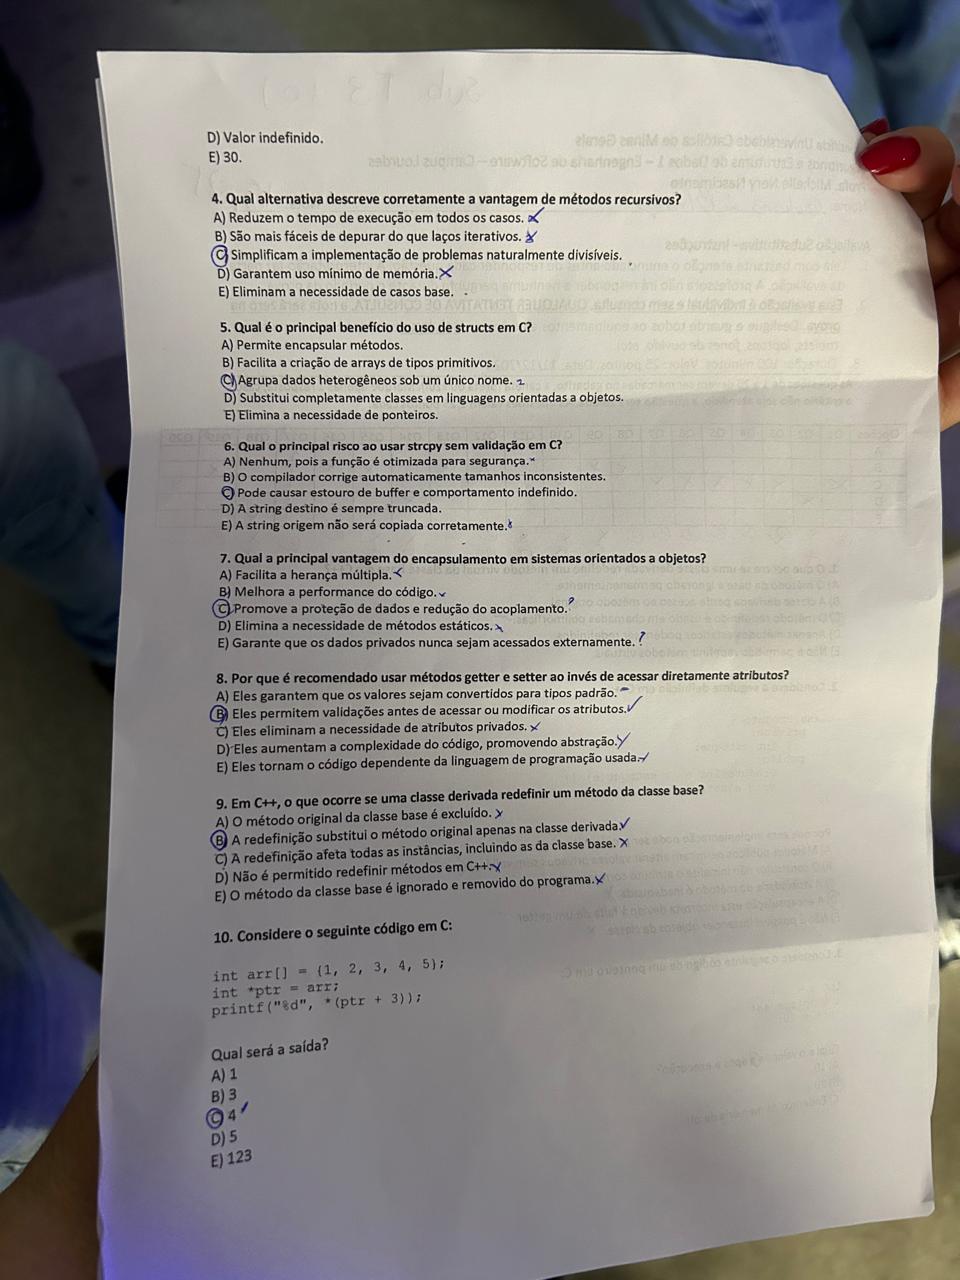 D) Valor indefinido.
E) 30.
4. Qual alternativa descreve corretamente a vantagem de métodos recursivos?
A) Reduzem o tempo de execução em todos os casos.
B) São mais fáceis de depurar do que laços iterativos.
C) Simplificam a implementação de problemas naturalmente divisíveis.
D) Garantem uso mínimo de memória.
E) Eliminam a necessidade de casos base.
5. Qual é o principal benefício do uso de structs em C?
A) Permite encapsular métodos.
B) Facilita a criação de arrays de tipos primitivos.
C) Agrupa dados heterogêneos sob um único nome.
D) Substitui completamente classes em linguagens orientadas a objetos.
E) Elimina a necessidade de ponteiros.
6. Qual o principal risco ao usar strcpy sem validação em C?
A) Nenhum, pois a função é otimizada para segurança.
B) O compilador corrige automaticamente tamanhos inconsistentes.
C) Pode causar estouro de buffer e comportamento indefinido.
D) A string destino é sempre truncada.
E) A string origem não será copiada corretamente.
7. Qual a principal vantagem do encapsulamento em sistemas orientados a objetos?
A) Facilita a herança múltipla.
B) Melhora a performance do código.
C) Promove a proteção de dados e redução do acoplamento. ?
D) Elimina a necessidade de métodos estáticos.
E) Garante que os dados privados nunca sejam acessados externamente. ?
8. Por que é recomendado usar métodos getter e setter ao invés de acessar diretamente atributos?
A) Eles garantem que os valores sejam convertidos para tipos padrão.
B) Eles permitem validações antes de acessar ou modificar os atributos.
C) Eles eliminam a necessidade de atributos privados.
D) Eles aumentam a complexidade do código, promovendo abstração.
E) Eles tornam o código dependente da linguagem de programação usada.
9. Em C++, o que ocorre se uma classe derivada redefinir um método da classe base?
A) O método original da classe base é excluído.
B) A redefinição substitui o método original apenas na classe derivada.
C) A redefinição afeta todas as instâncias, incluindo as da classe base.
D) Não é permitido redefinir métodos em C++.
E) O método da classe base é ignorado e removido do programa.
10. Considere o seguinte código em C:
int arr[] = {1, 2, 3, 4, 5};
int *ptr = arr;
printf("%d", *(ptr + 3));
Qual será a saída?
A) 1
B) 3
C) 4
D) 5
E) 123